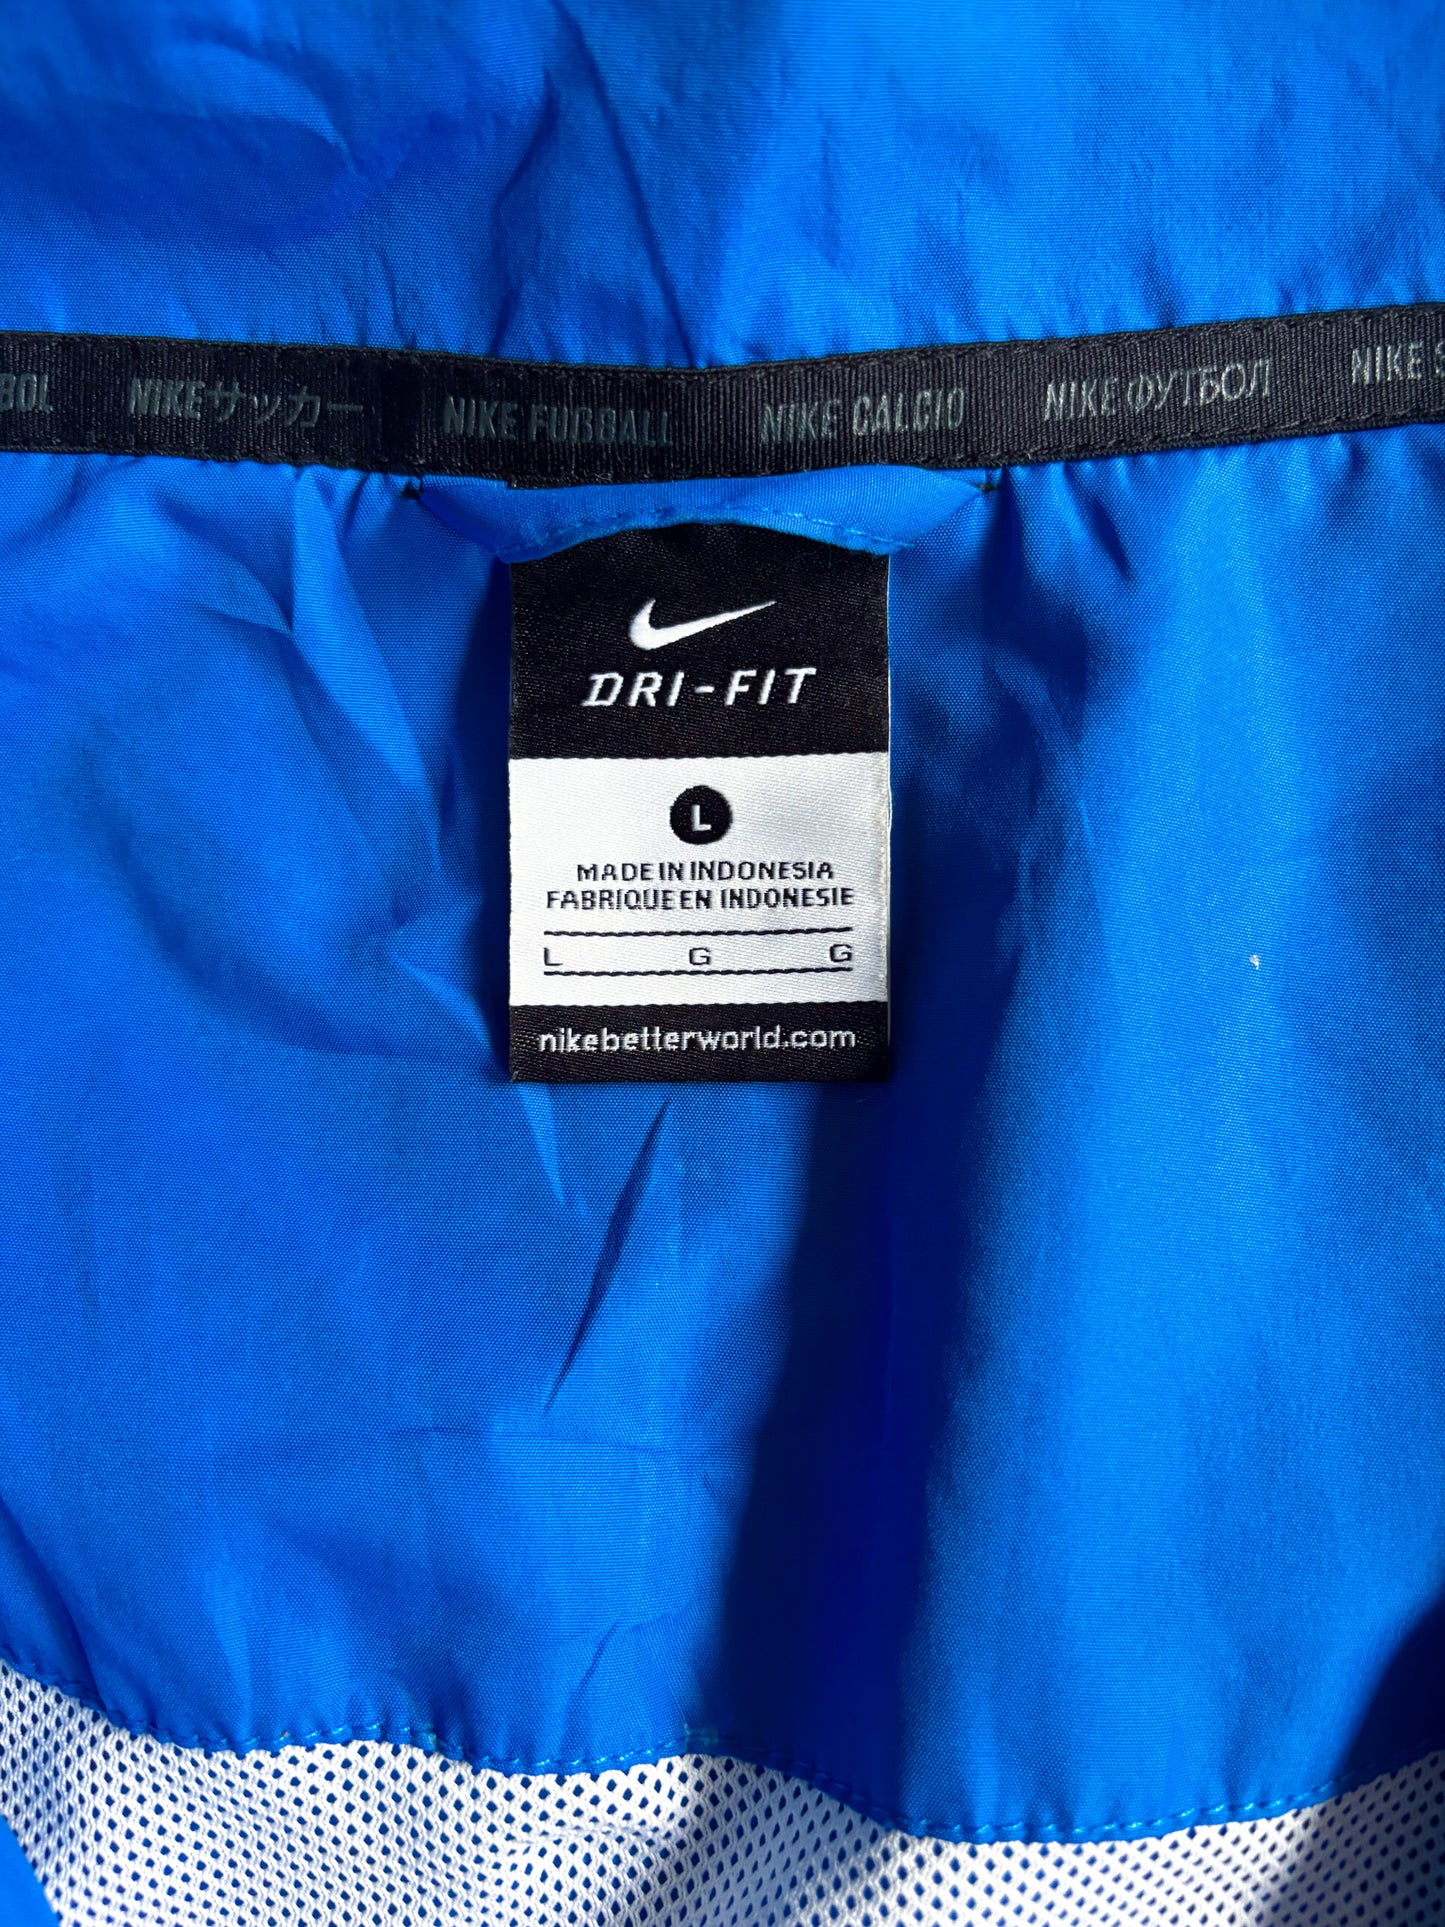 BOL NIKEサッカー NIKE FUßBALL NIKE CALCIO NIKE ФУТБОЛ NIKE S
DRI-FIT
L
MADE IN INDONESIA
FABRIQUE EN INDONESIE
L G G
nikebetterworld.com